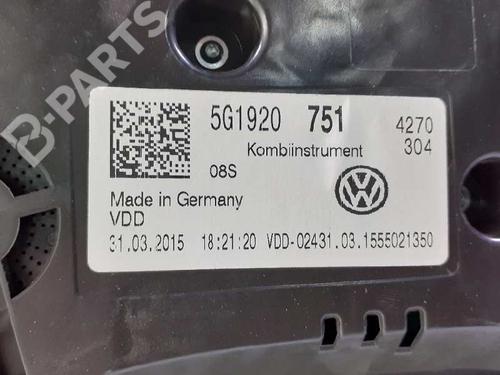 B-PARTS
5G1920 751 4270
Kombiinstrument 304
08S
Made in Germany
VDD
31.03.2015 18:21:20 VDD-02431.03.1555021350